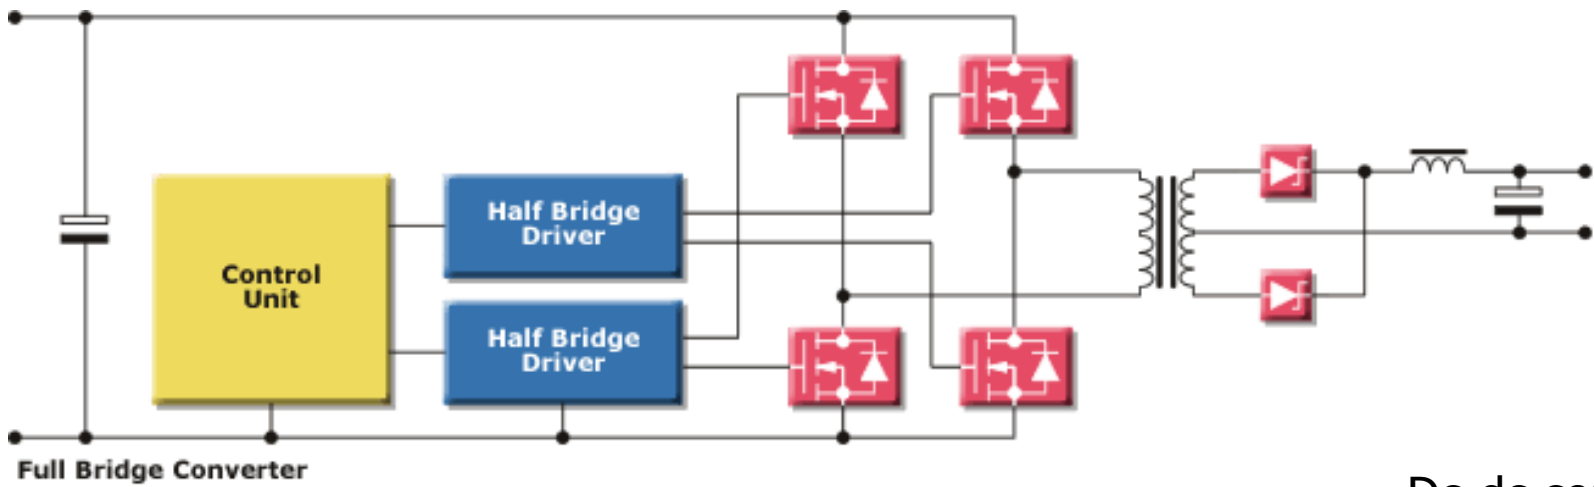 Half Bridge
Driver
Control
Unit
Half Bridge
Driver
Full Bridge Converter